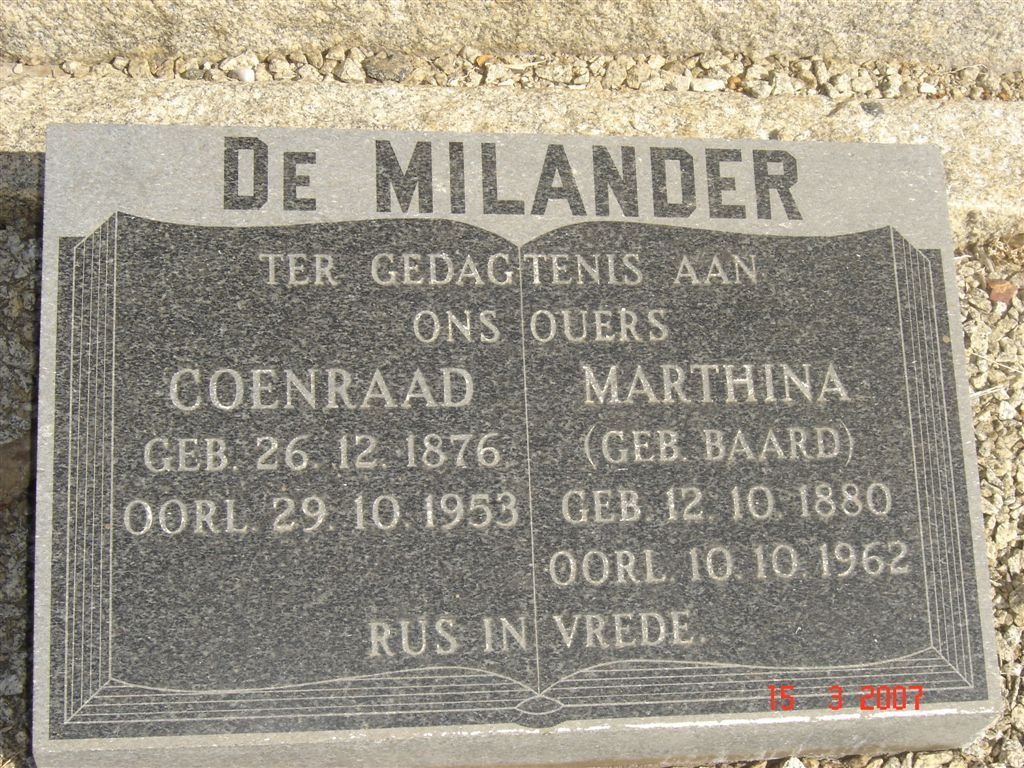 DE MILANDER
TER GEDAGTENIS AAN
ONS OUERS
COENRAAD
GEB. 26. 12. 1876
OORL. 29. 10. 1953
MARTHINA
(GEB. BAARD)
GEB. 12. 10. 1880
OORL. 10. 10. 1962
RUS IN VREDE.
15 3 2007